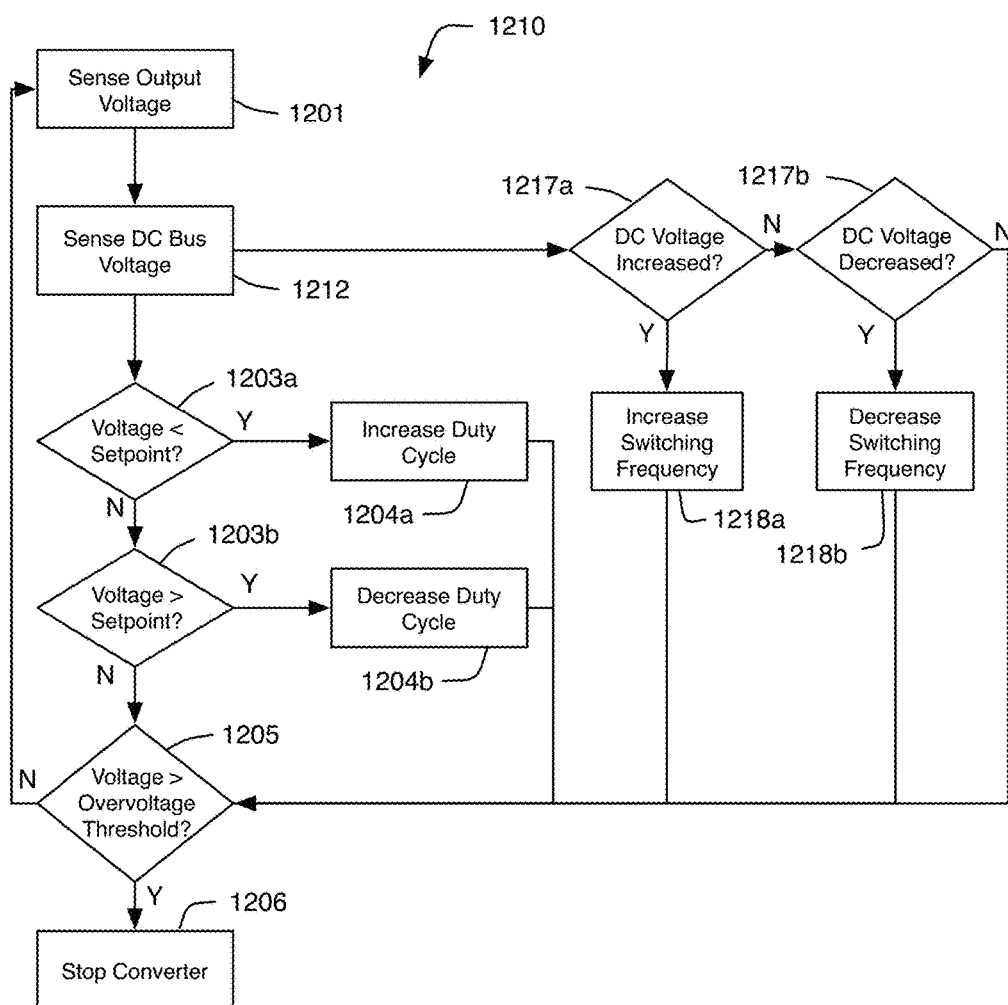 1210
Sense Output
Voltage
1201
Sense DC Bus
Voltage
1212
1217a
DC Voltage
Increased?
N
1217b
DC Voltage
Decreased?
N
Y
Y
Increase
Switching
Frequency
1218a
Decrease
Switching
Frequency
1218b
1203a
Voltage <
Setpoint?
Y
Increase Duty
Cycle
1204a
N
1203b
Voltage >
Setpoint?
Y
Decrease Duty
Cycle
1204b
N
1205
Voltage >
Overvoltage
Threshold?
N
Y
1206
Stop Converter